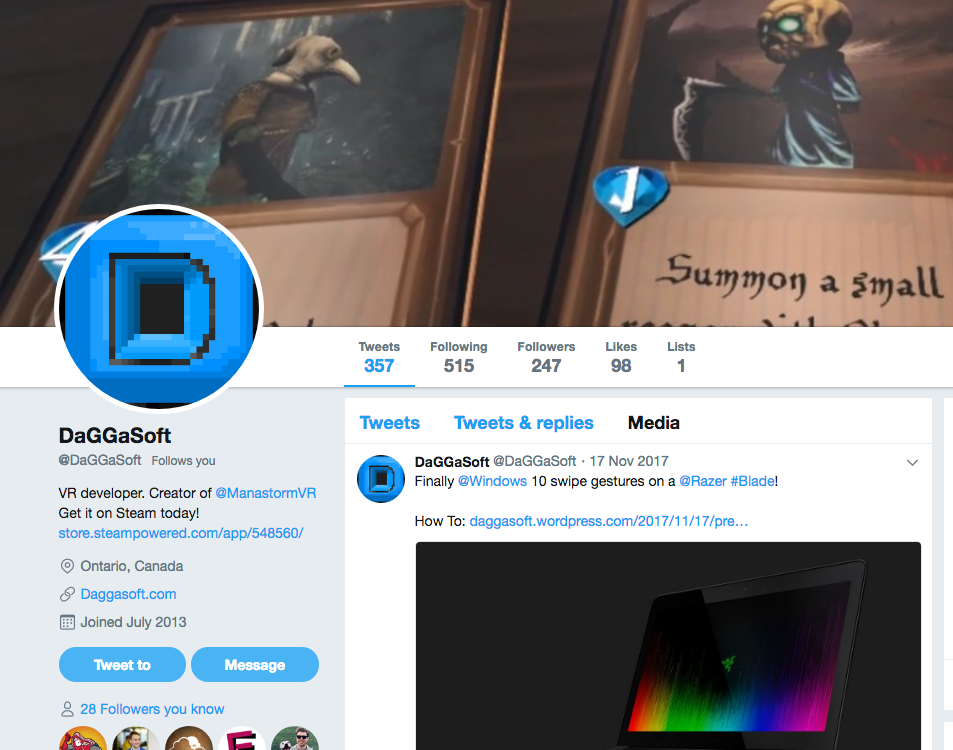 4
1
Summon a small
D
Tweets Following Followers Likes Lists
357 515 247 98 1
Tweets Tweets & replies Media
DaGGaSoft
@DaGGaSoft Follows you
VR developer. Creator of @ManastormVR
Get it on Steam today!
store.steampowered.com/app/548560/
Ontario, Canada
Daggasoft.com
Joined July 2013
Tweet to Message
28 Followers you know
DaGGaSoft @DaGGaSoft · 17 Nov 2017
Finally @Windows 10 swipe gestures on a @Razer #Blade!
How To: daggasoft.wordpress.com/2017/11/17/pre…